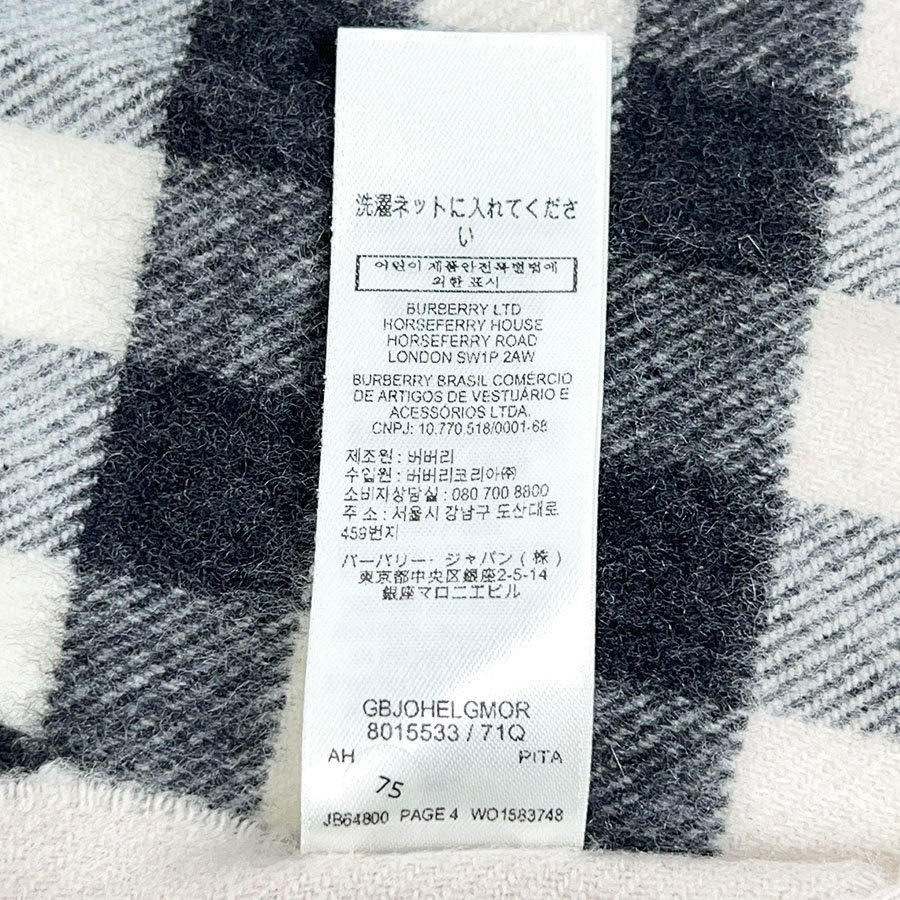 洗濯ネットに入れてくださ
い
어린이제품안전특별법에
의한 표시
BURBERRY LTD
HORSEFERRY HOUSE
HORSEFERRY ROAD
LONDON SW1P 2AW
BURBERRY BRASIL COMÉRCIO
DE ARTIGOS DE VESTUÁRIO E
ACESSÓRIOS LTDA.
CNPJ: 10.770.518/0001-68
제조원 : 버버리
수입원 : 버버리코리아㈜
소비자상담실 : 080 700 8800
주 소 : 서울시 강남구 도산대로
459번지
バーバリー・ジャパン(株)
東京都中央区銀座2-5-14
銀座マロニエビル
GBJOHELGMOR
8015533 / 71Q
AH PITA
75
JB64800 PAGE 4 WO1583748